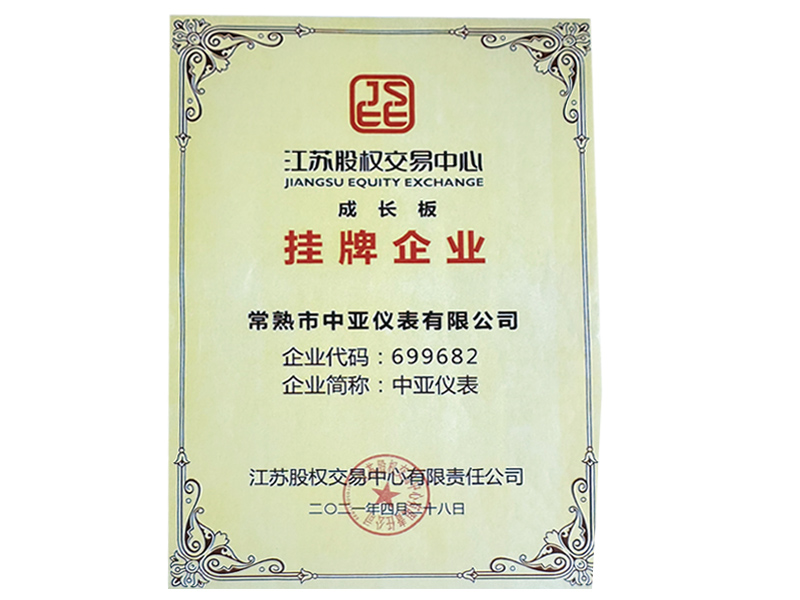 JS
EE
江苏股权交易中心
JIANGSU EQUITY EXCHANGE
成长板
挂牌企业
常熟市中亚仪表有限公司
企业代码：699682
企业简称：中亚仪表
江苏股权交易中心有限责任公司
二〇二一年四月二十八日